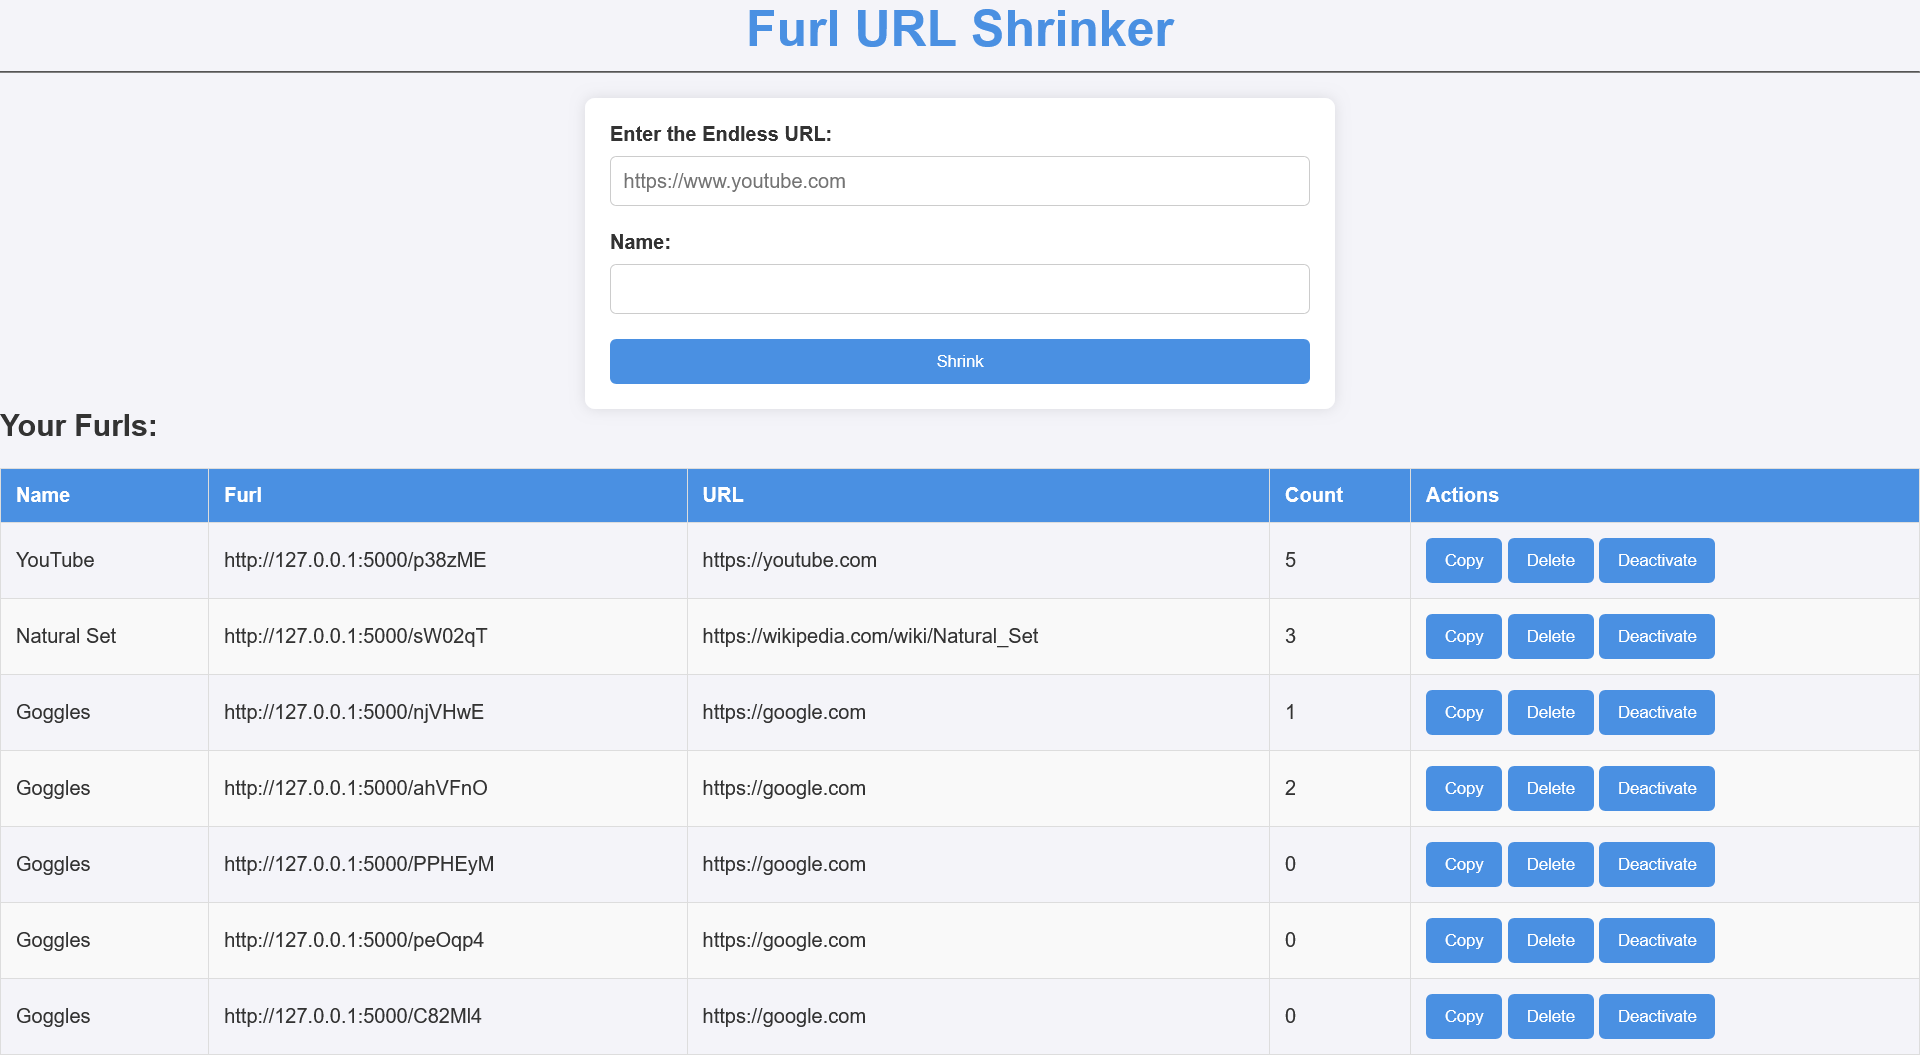 Furl URL Shrinker
Enter the Endless URL:
https://www.youtube.com
Name:
Shrink
Your Furls:
Name Furl URL Count Actions
YouTube http://127.0.0.1:5000/p38zME https://youtube.com 5 Copy Delete Deactivate
Natural Set http://127.0.0.1:5000/sW02qT https://wikipedia.com/wiki/Natural_Set 3 Copy Delete Deactivate
Goggles http://127.0.0.1:5000/njVHwE https://google.com 1 Copy Delete Deactivate
Goggles http://127.0.0.1:5000/ahVFnO https://google.com 2 Copy Delete Deactivate
Goggles http://127.0.0.1:5000/PPHEyM https://google.com 0 Copy Delete Deactivate
Goggles http://127.0.0.1:5000/peOqp4 https://google.com 0 Copy Delete Deactivate
Goggles http://127.0.0.1:5000/C82Ml4 https://google.com 0 Copy Delete Deactivate